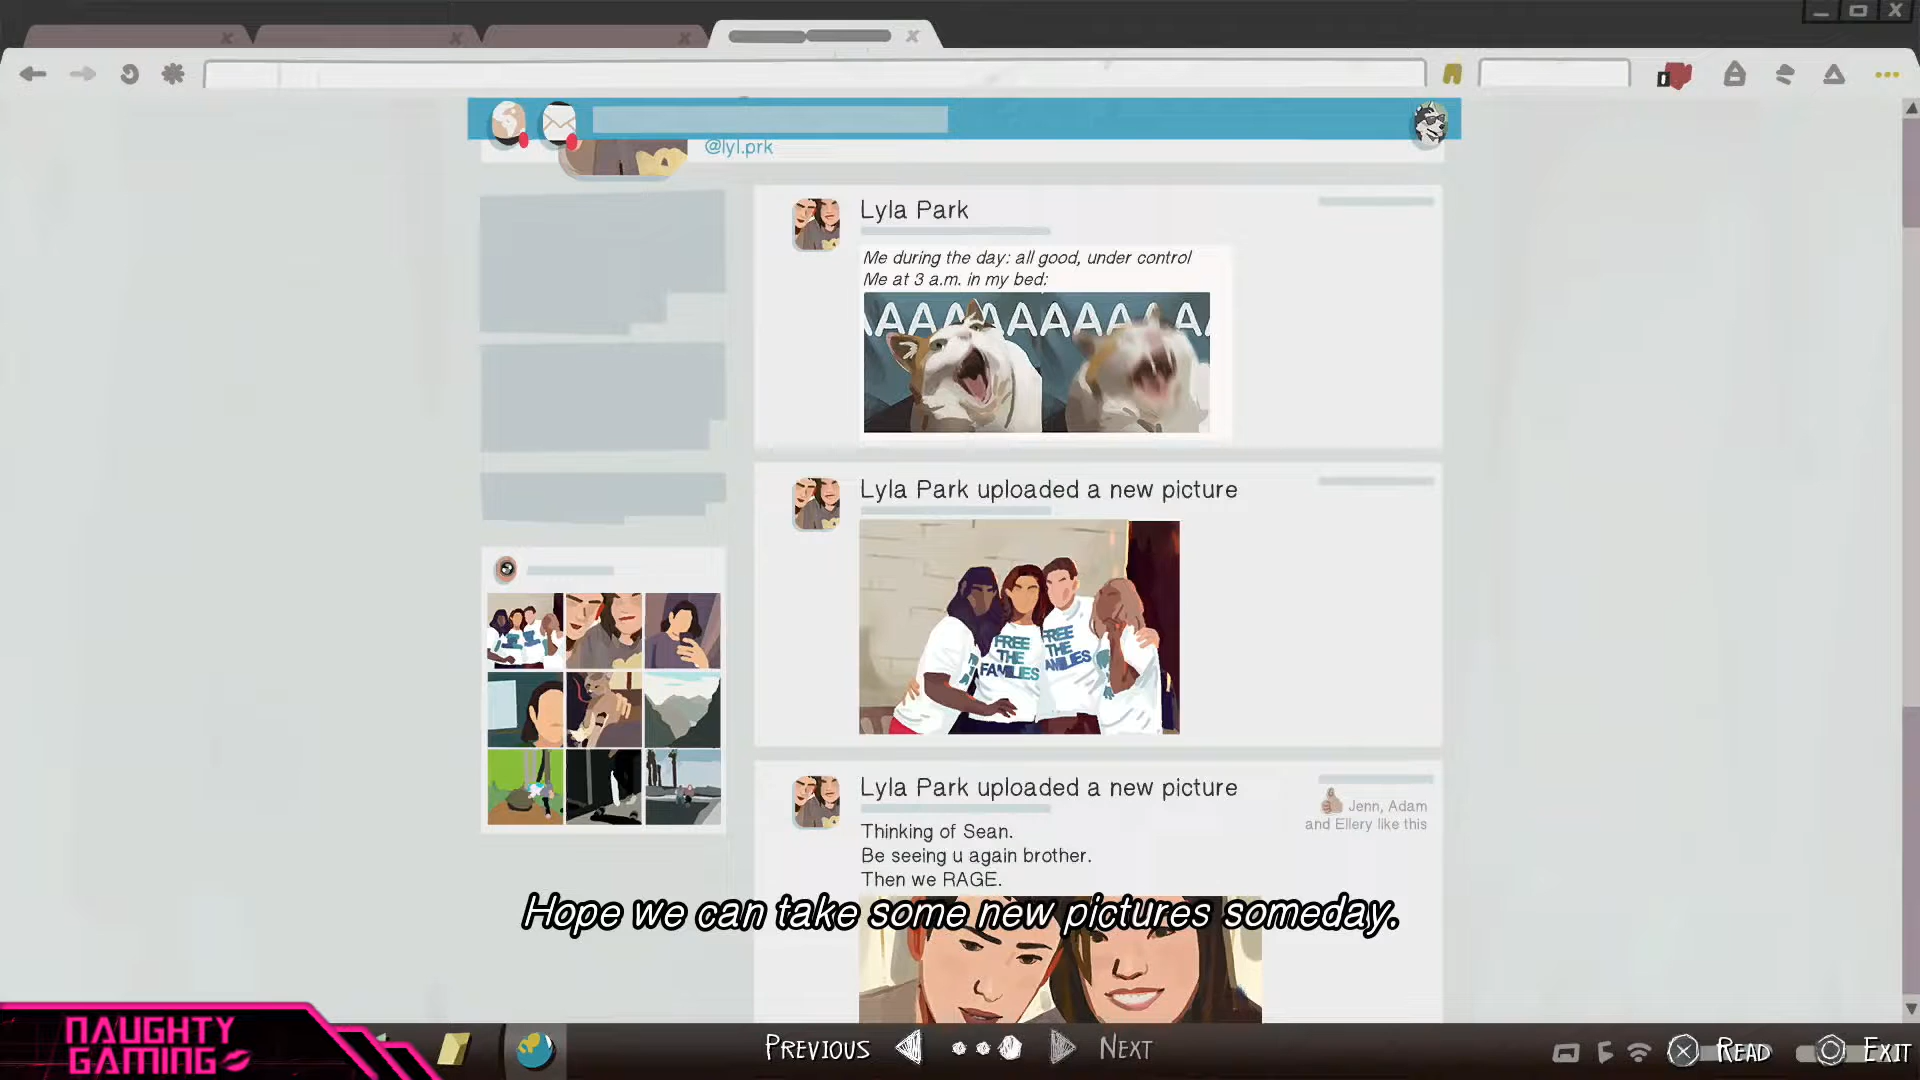 @lyl.prk
Lyla Park
Me during the day: all good, under control
Me at 3 a.m. in my bed:
AAAAAAAAAAAA
Lyla Park uploaded a new picture
FREE
THE
FAMILIES
FREE
THE
FAMILIES
Lyla Park uploaded a new picture
Jenn, Adam
and Ellery like this
Thinking of Sean.
Be seeing u again brother.
Then we RAGE.
Hope we can take some new pictures someday.
NAUGHTY
GAMING
PREVIOUS
NEXT
READ
EXIT